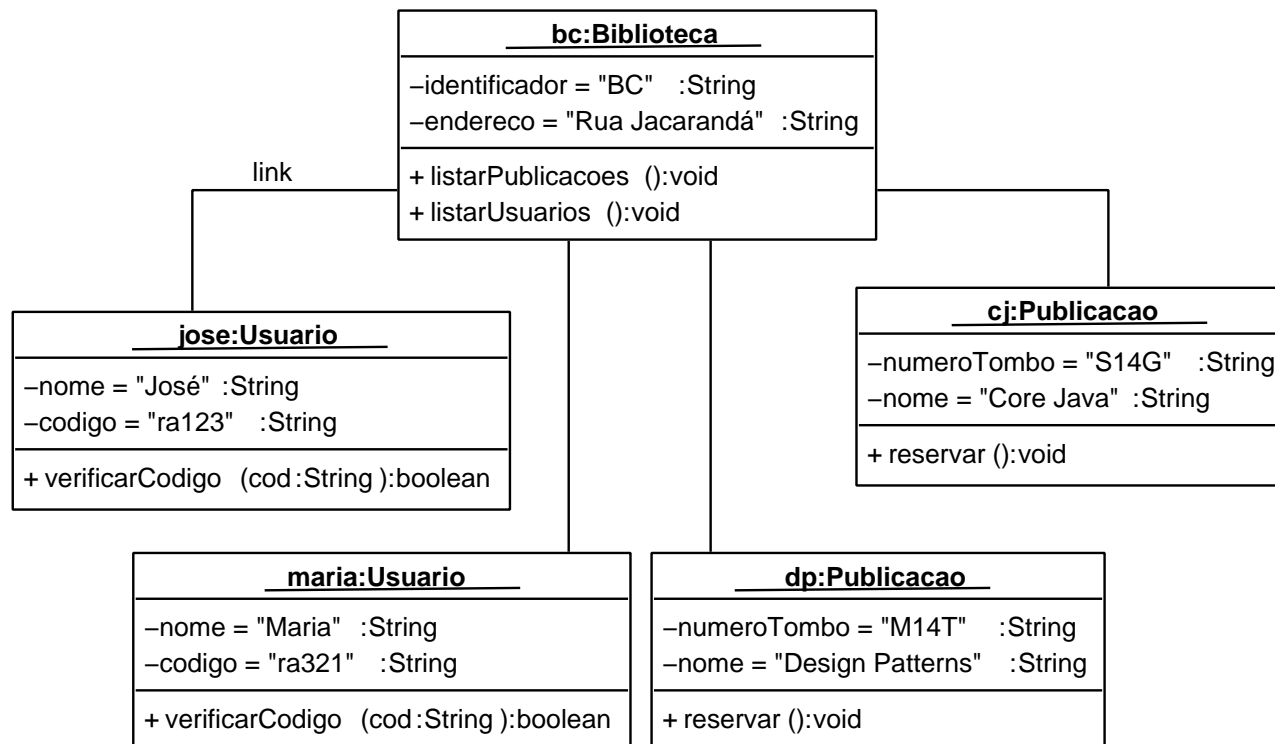 bc:Biblioteca
–identificador = "BC" :String
–endereco = "Rua Jacarandá" :String
+ listarPublicacoes ():void
+ listarUsuarios ():void
link
jose:Usuario
–nome = "José" :String
–codigo = "ra123" :String
+ verificarCodigo (cod:String):boolean
cj:Publicacao
–numeroTombo = "S14G" :String
–nome = "Core Java" :String
+ reservar ():void
maria:Usuario
–nome = "Maria" :String
–codigo = "ra321" :String
+ verificarCodigo (cod:String):boolean
dp:Publicacao
–numeroTombo = "M14T" :String
–nome = "Design Patterns" :String
+ reservar ():void